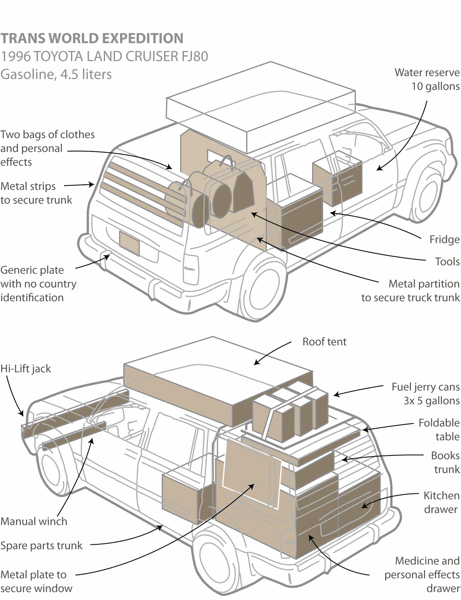 TRANS WORLD EXPEDITION
1996 TOYOTA LAND CRUISER FJ80
Gasoline, 4.5 liters
Water reserve
10 gallons
Two bags of clothes
and personal
effects
Metal strips
to secure trunk
Fridge
Tools
Generic plate
with no country
identification
Metal partition
to secure truck trunk
Roof tent
Hi-Lift jack
Fuel jerry cans
3x 5 gallons
Foldable
table
Books
trunk
Kitchen
drawer
Manual winch
Spare parts trunk
Metal plate to
secure window
Medicine and
personal effects
drawer